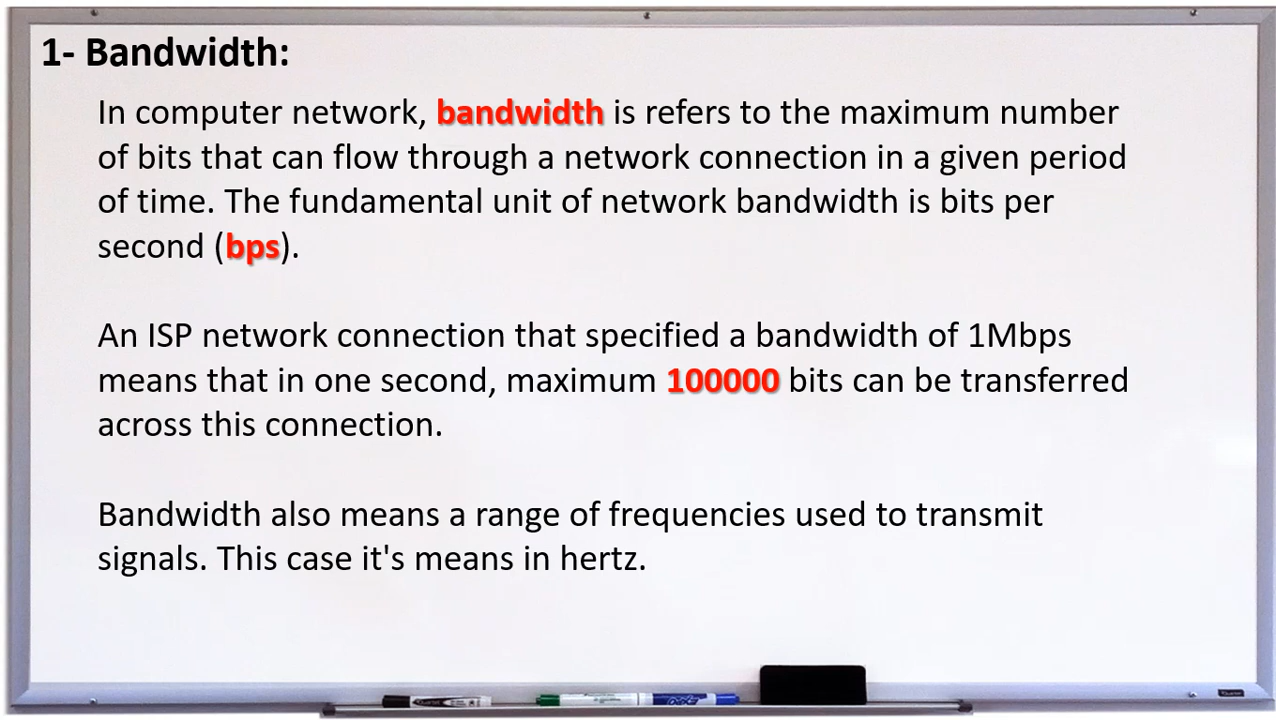 1- Bandwidth:
In computer network, bandwidth is refers to the maximum number
of bits that can flow through a network connection in a given period
of time. The fundamental unit of network bandwidth is bits per
second (bps).
An ISP network connection that specified a bandwidth of 1Mbps
means that in one second, maximum 100000 bits can be transferred
across this connection.
Bandwidth also means a range of frequencies used to transmit
signals. This case it's means in hertz.